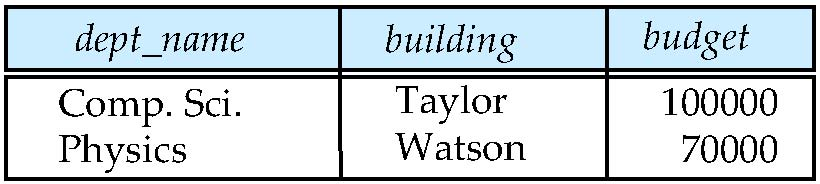 dept_name building budget
Comp. Sci. Taylor 100000
Physics Watson 70000